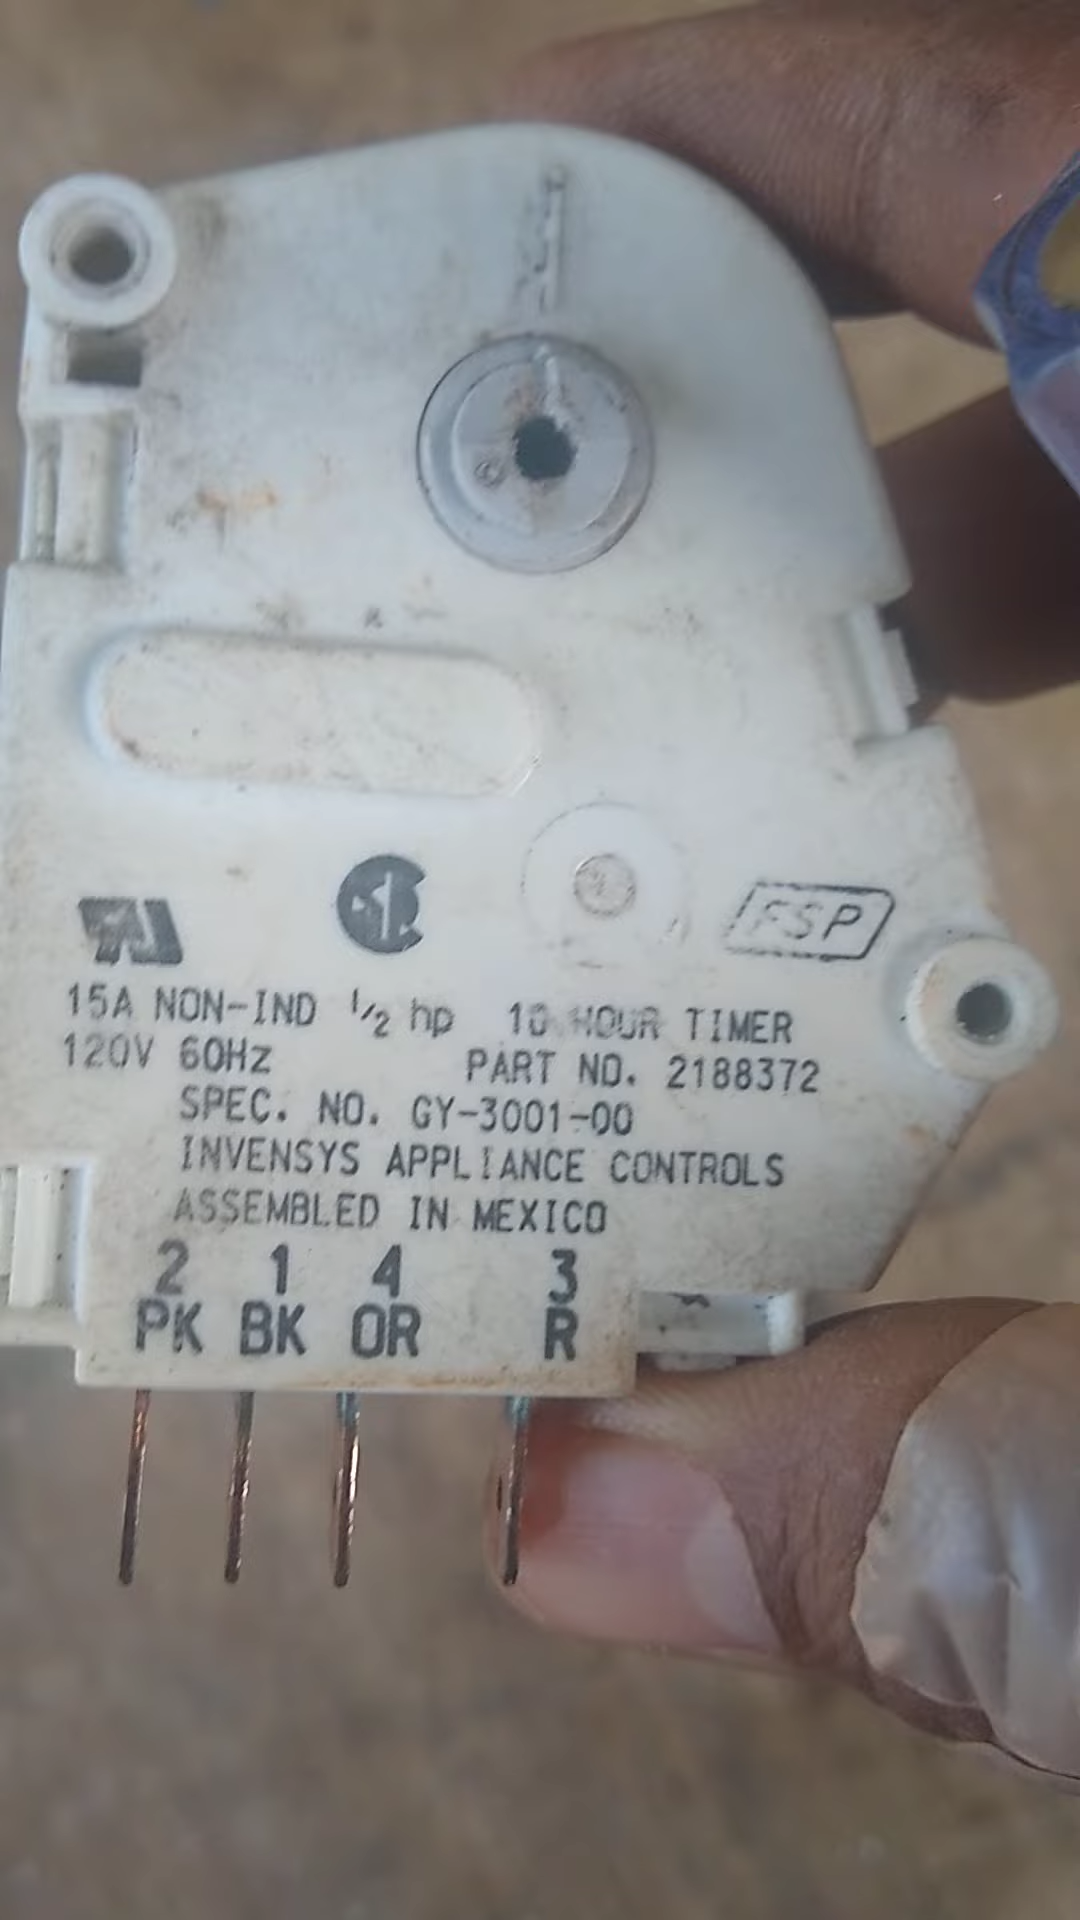 FSP
15A NON-IND 1/2 hp 10 HOUR TIMER
120V 60Hz PART NO. 2188372
SPEC. NO. GY-3001-00
INVENSYS APPLIANCE CONTROLS
ASSEMBLED IN MEXICO
2 1 4 3
PK BK OR R